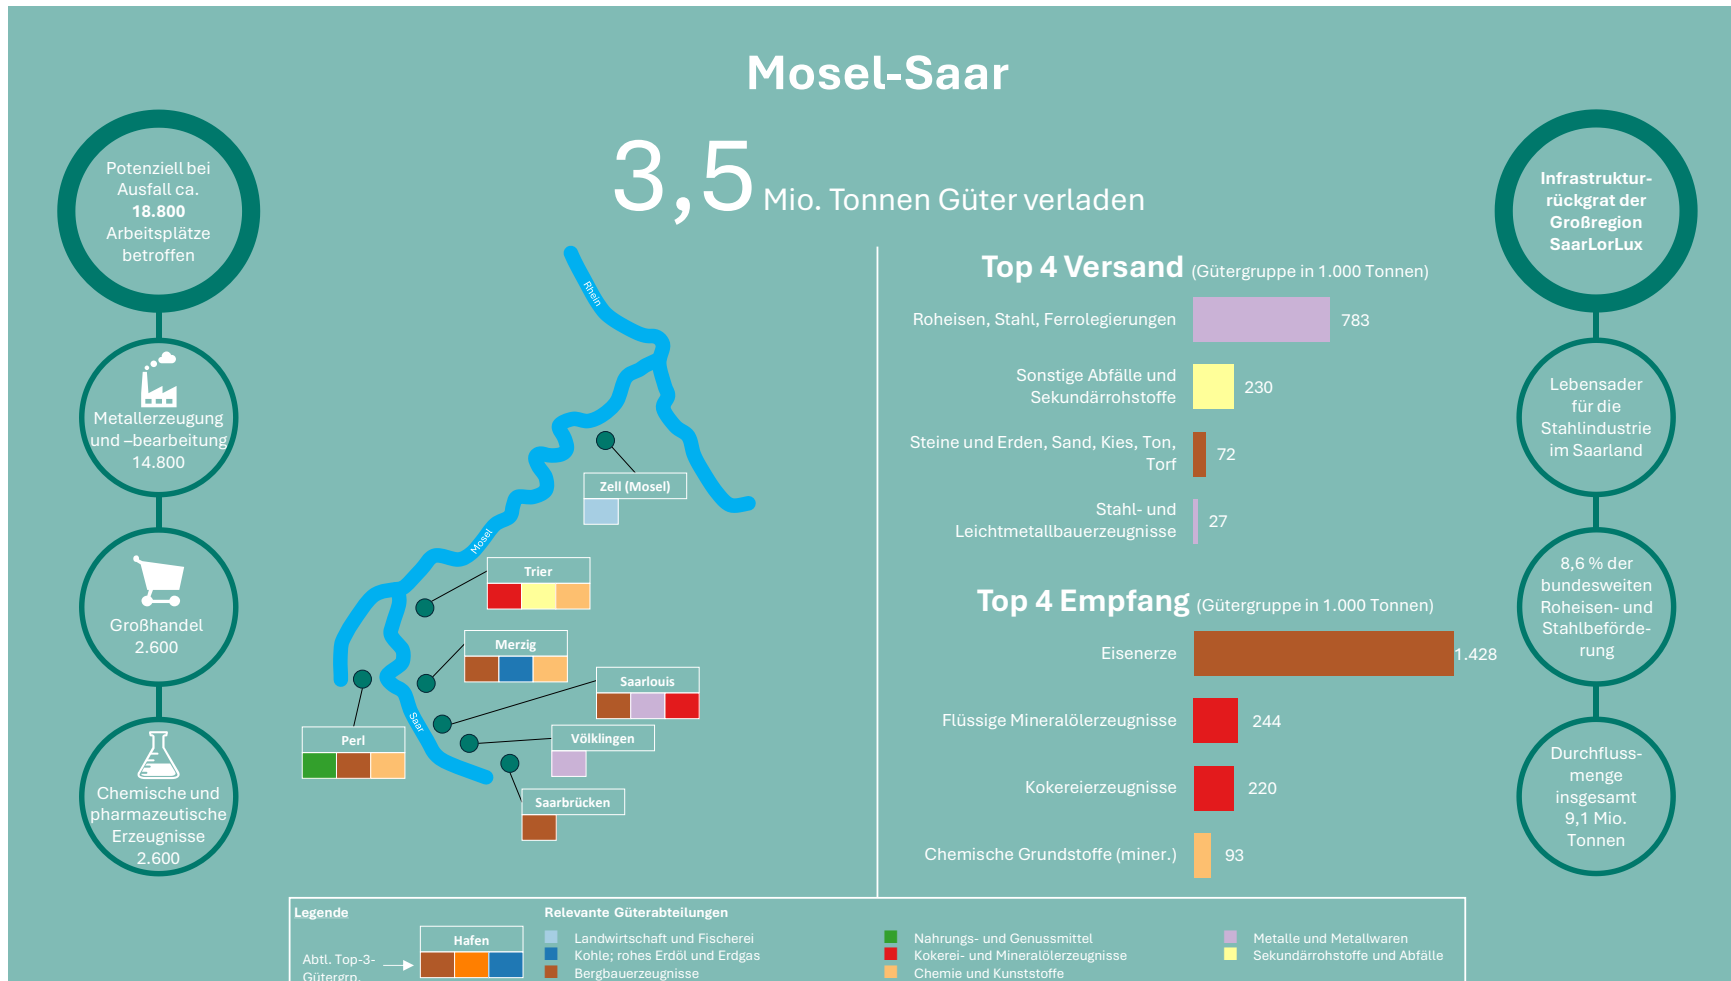 Mosel-Saar
3,5 Mio. Tonnen Güter verladen
Potenziell bei
Ausfall ca.
18.800
Arbeitsplätze
betroffen
Metallerzeugung
und –bearbeitung
14.800
Großhandel
2.600
Chemische und
pharmazeutische
Erzeugnisse
2.600
Rhein
Mosel
Saar
Zell (Mosel)
Trier
Merzig
Saarlouis
Völklingen
Perl
Saarbrücken
Top 4 Versand (Gütergruppe in 1.000 Tonnen)
Roheisen, Stahl, Ferrolegierungen
783
Sonstige Abfälle und
Sekundärrohstoffe
230
Steine und Erden, Sand, Kies, Ton,
Torf
72
Stahl- und
Leichtmetallbauerzeugnisse
27
Top 4 Empfang (Gütergruppe in 1.000 Tonnen)
Eisenerze
1.428
Flüssige Mineralölerzeugnisse
244
Kokereierzeugnisse
220
Chemische Grundstoffe (miner.)
93
Infrastruktur-
rückgrat der
Großregion
SaarLorLux
Lebensader
für die
Stahlindustrie
im Saarland
8,6 % der
bundesweiten
Roheisen- und
Stahlbeförde-
rung
Durchfluss-
menge
insgesamt
9,1 Mio.
Tonnen
Legende
Abtl. Top-3-
Gütergrp.
Hafen
Relevante Güterabteilungen
Landwirtschaft und Fischerei
Kohle; rohes Erdöl und Erdgas
Bergbauerzeugnisse
Nahrungs- und Genussmittel
Kokerei- und Mineralölerzeugnisse
Chemie und Kunststoffe
Metalle und Metallwaren
Sekundärrohstoffe und Abfälle